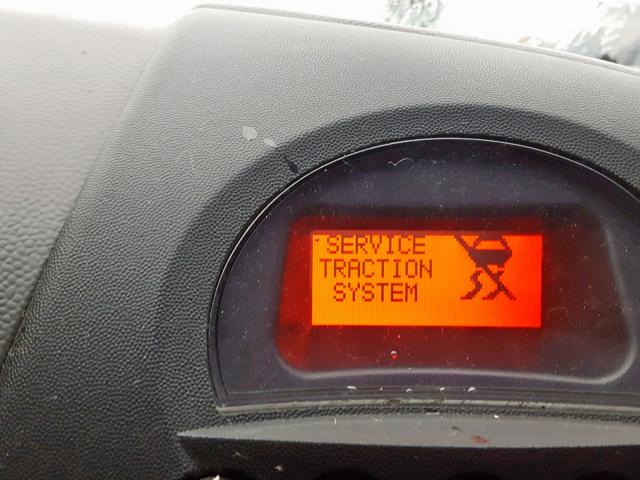 SERVICE
TRACTION
SYSTEM